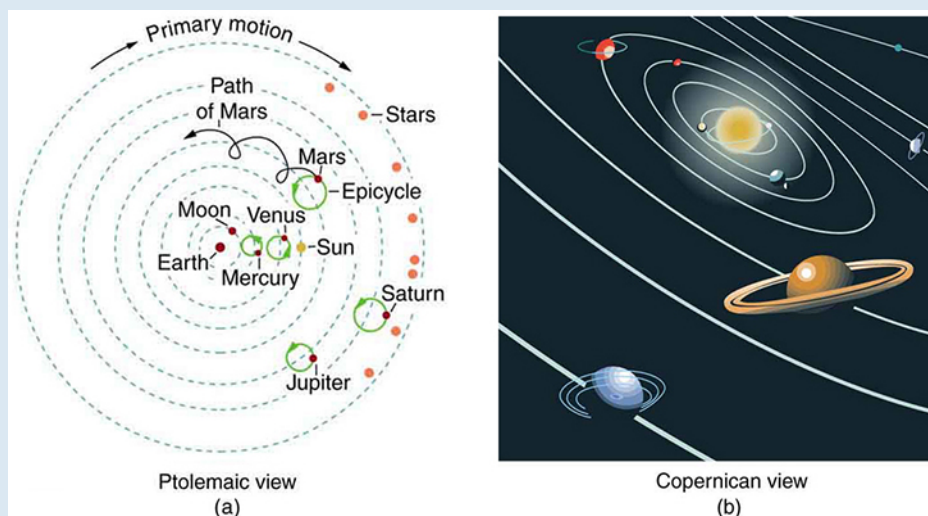 Primary motion
Path
of Mars
Stars
Mars
Epicycle
Moon
Venus
Sun
Earth
Mercury
Saturn
Jupiter
Ptolemaic view
(a)
Copernican view
(b)